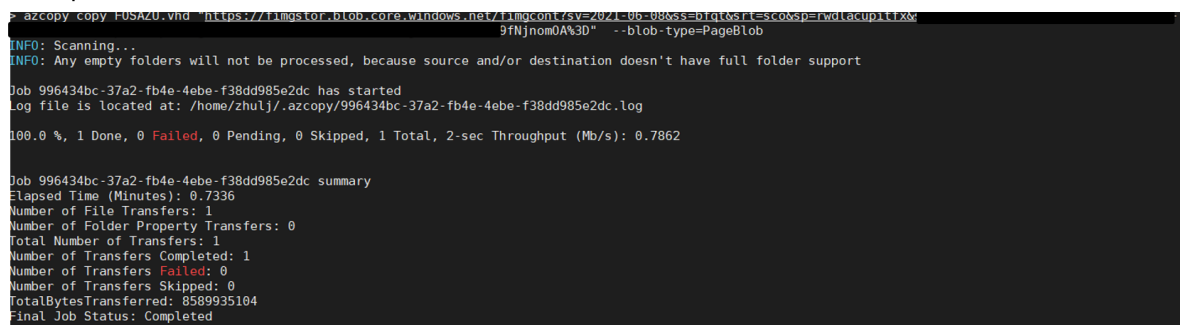 > azcopy copy FOSAZU.vhd "https://fimgstor.blob.core.windows.net/fimgcont?sv=2021-06-08&ss=bfqt&srt=sco&sp=rwdlacupitfx&
9fNjnomOA%3D" --blob-type=PageBlob
INFO: Scanning...
INFO: Any empty folders will not be processed, because source and/or destination doesn't have full folder support
Job 996434bc-37a2-fb4e-4ebe-f38dd985e2dc has started
Log file is located at: /home/zhulj/.azcopy/996434bc-37a2-fb4e-4ebe-f38dd985e2dc.log
100.0 %, 1 Done, 0 Failed, 0 Pending, 0 Skipped, 1 Total, 2-sec Throughput (Mb/s): 0.7862
Job 996434bc-37a2-fb4e-4ebe-f38dd985e2dc summary
Elapsed Time (Minutes): 0.7336
Number of File Transfers: 1
Number of Folder Property Transfers: 0
Total Number of Transfers: 1
Number of Transfers Completed: 1
Number of Transfers Failed: 0
Number of Transfers Skipped: 0
TotalBytesTransferred: 8589935104
Final Job Status: Completed